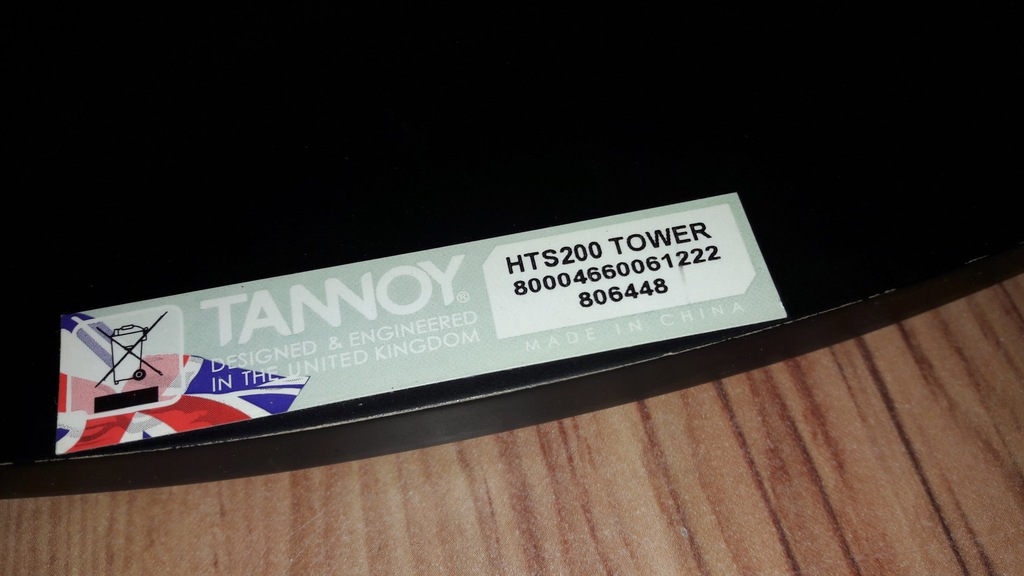 TANNOY®
DESIGNED & ENGINEERED
IN THE UNITED KINGDOM
HTS200 TOWER
80004660061222
806448
MADE IN CHINA